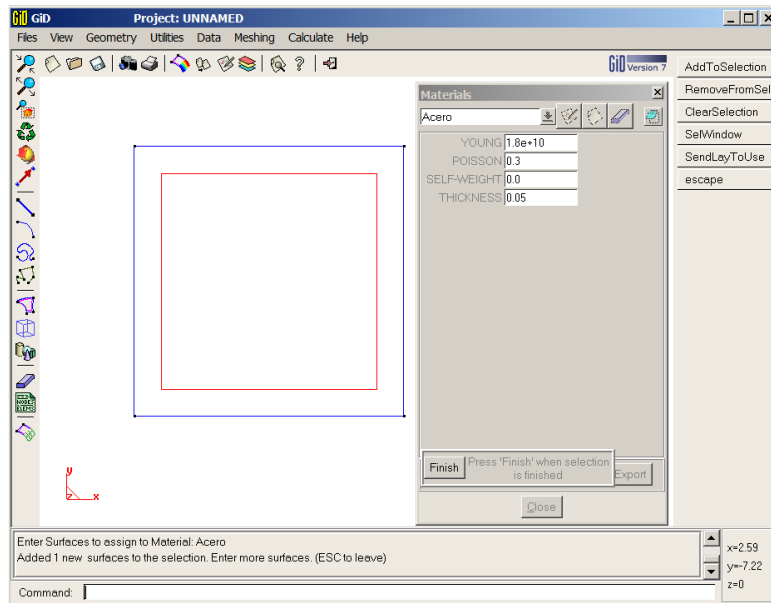 GiD GiD Project: UNNAMED
Files View Geometry Utilities Data Meshing Calculate Help
GiD Version 7
AddToSelection
RemoveFromSel
ClearSelection
SelWindow
SendLayToUse
escape
Materials
Acero
YOUNG 1.8e+10
POISSON 0.3
SELF-WEIGHT 0.0
THICKNESS 0.05
Finish Press 'Finish' when selection
is finished
Export
Close
y
z x
Enter Surfaces to assign to Material: Acero
Added 1 new surfaces to the selection. Enter more surfaces. (ESC to leave)
Command:
x=2.59
y=-7.22
z=0